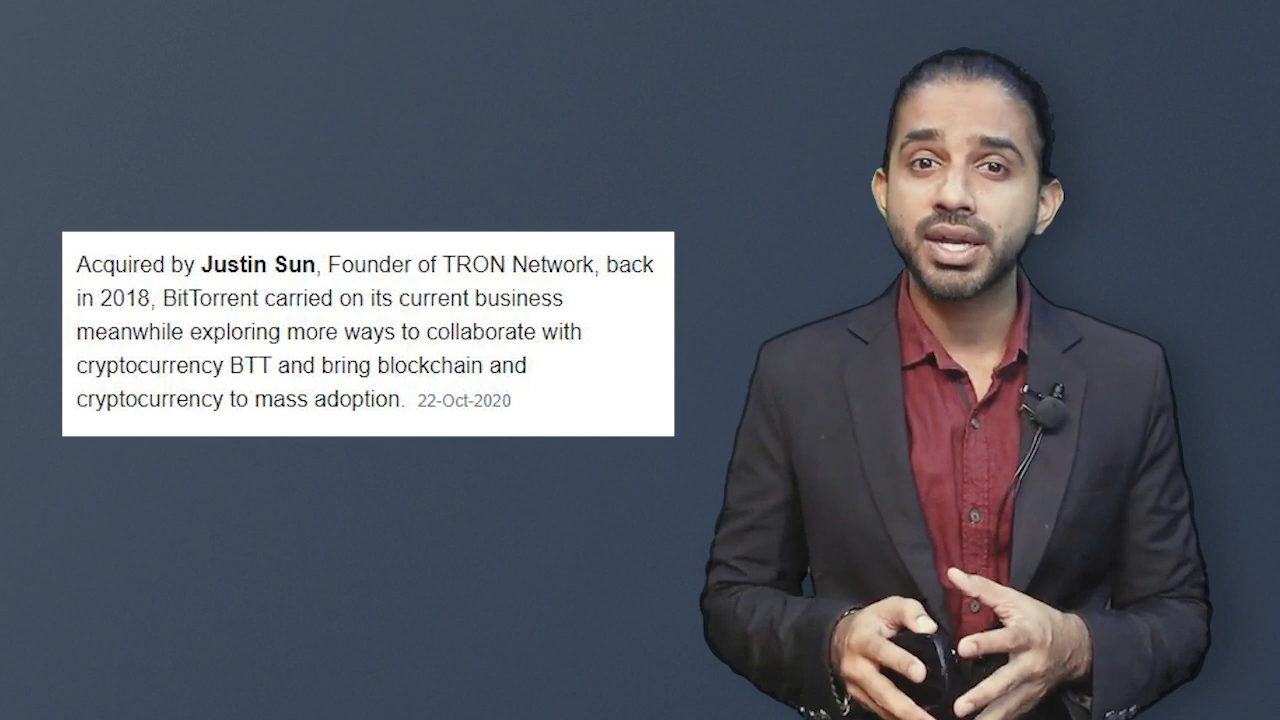 Acquired by Justin Sun, Founder of TRON Network, back
in 2018, BitTorrent carried on its current business
meanwhile exploring more ways to collaborate with
cryptocurrency BTT and bring blockchain and
cryptocurrency to mass adoption. 22-Oct-2020